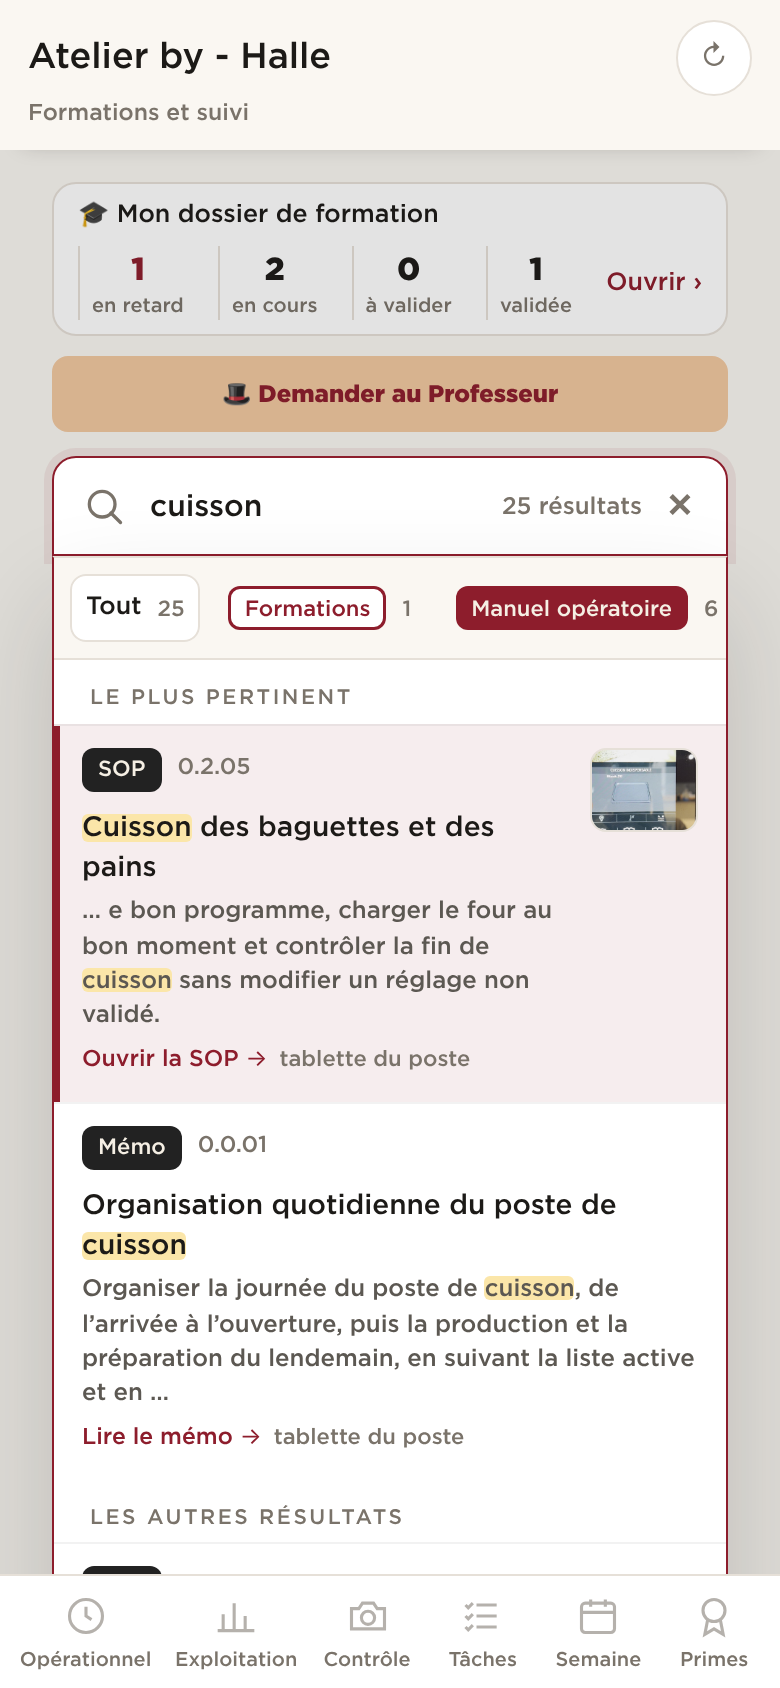 Atelier by - Halle
Formations et suivi
🎓 Mon dossier de formation
1 2 0 1
en retard en cours à valider validée
Ouvrir ›
🎩 Demander au Professeur
cuisson 25 résultats ✕
Tout 25 Formations 1 Manuel opératoire 6
LE PLUS PERTINENT
SOP 0.2.05
Cuisson des baguettes et des
pains
... e bon programme, charger le four au
bon moment et contrôler la fin de
cuisson sans modifier un réglage non
validé.
Ouvrir la SOP → tablette du poste
Mémo 0.0.01
Organisation quotidienne du poste de
cuisson
Organiser la journée du poste de cuisson, de
l’arrivée à l’ouverture, puis la production et la
préparation du lendemain, en suivant la liste active
et en ...
Lire le mémo → tablette du poste
LES AUTRES RÉSULTATS
Opérationnel Exploitation Contrôle Tâches Semaine Primes